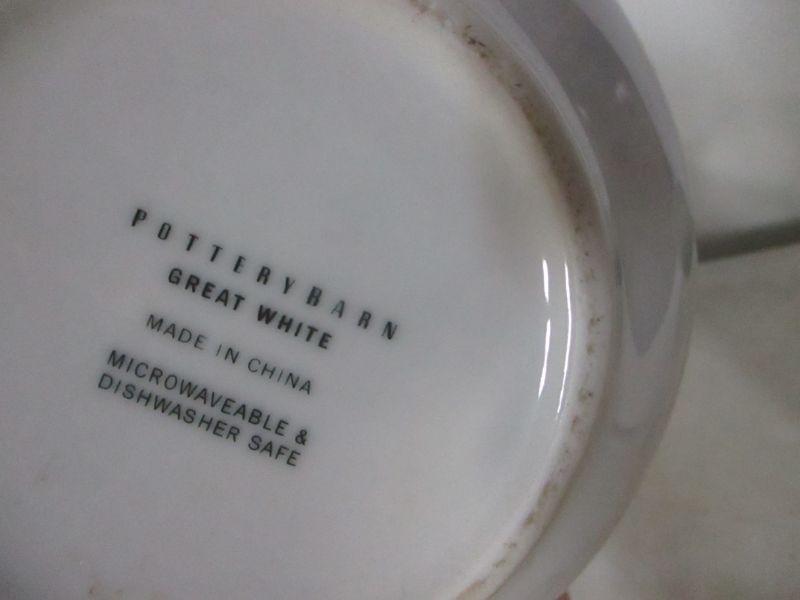 POTTERYBARN
GREAT WHITE
MADE IN CHINA
MICROWAVEABLE &
DISHWASHER SAFE